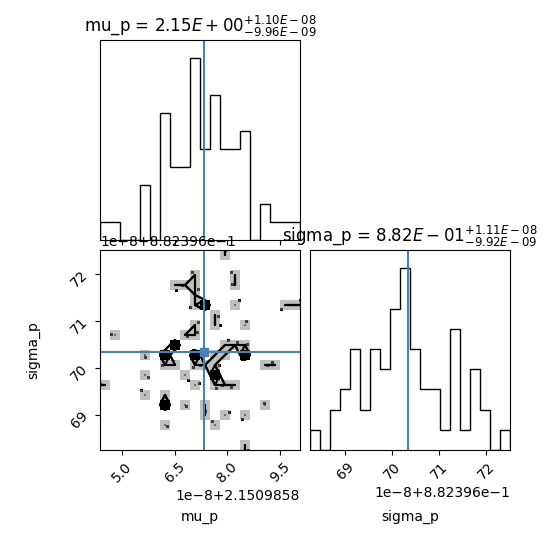 mu_p = 2.15E + 00 +1.10E−08 −9.96E−09
1e−8+8.82396e−1
sigma_p = 8.82E − 01 +1.11E−08 −9.92E−09
72
71
70
69
sigma_p
5.0 6.5 8.0 9.5
1e−8+2.1509858
mu_p
69 70 71 72
1e−8+8.82396e−1
sigma_p